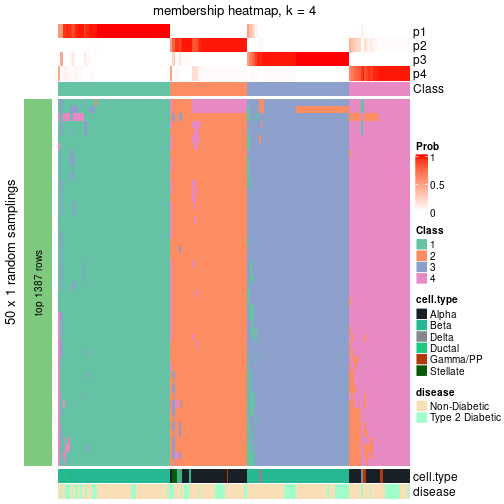 membership heatmap, k = 4
p1
p2
p3
p4
Class
50 x 1 random samplings
top 1387 rows
Prob
1
0.5
0
Class
1
2
3
4
cell.type
Alpha
Beta
Delta
Ductal
Gamma/PP
Stellate
disease
Non-Diabetic
Type 2 Diabetic
cell.type
disease